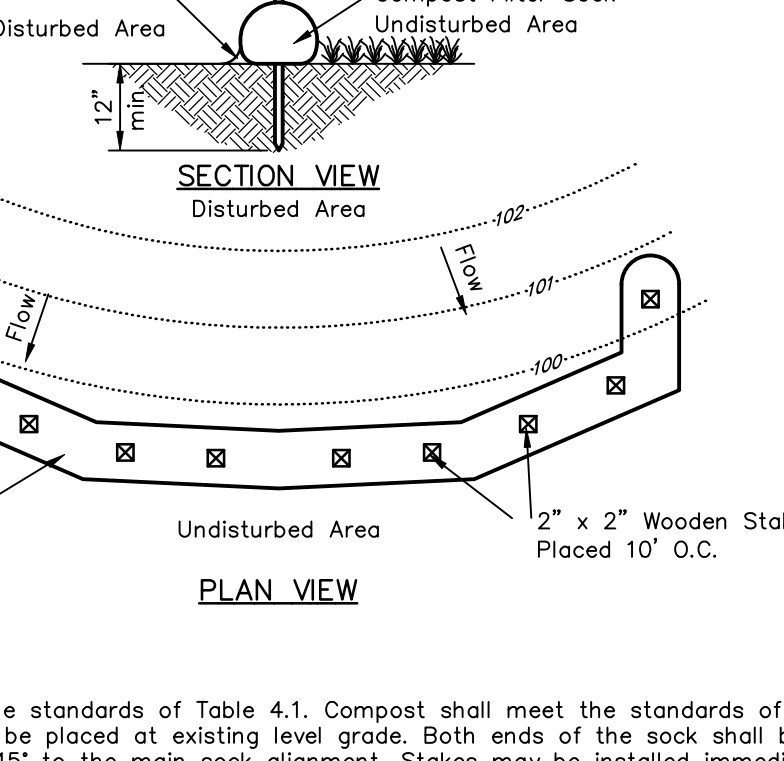 Disturbed Area
Undisturbed Area
12”
min.
SECTION VIEW
Disturbed Area
102
Flow
101
Flow
100
2” x 2” Wooden
Placed 10’ O.C.
Undisturbed Area
PLAN VIEW
standards of Table 4.1. Compost shall meet the standards of
be placed at existing level grade. Both ends of the sock shall
to the main sock alignment. Stakes may be installed